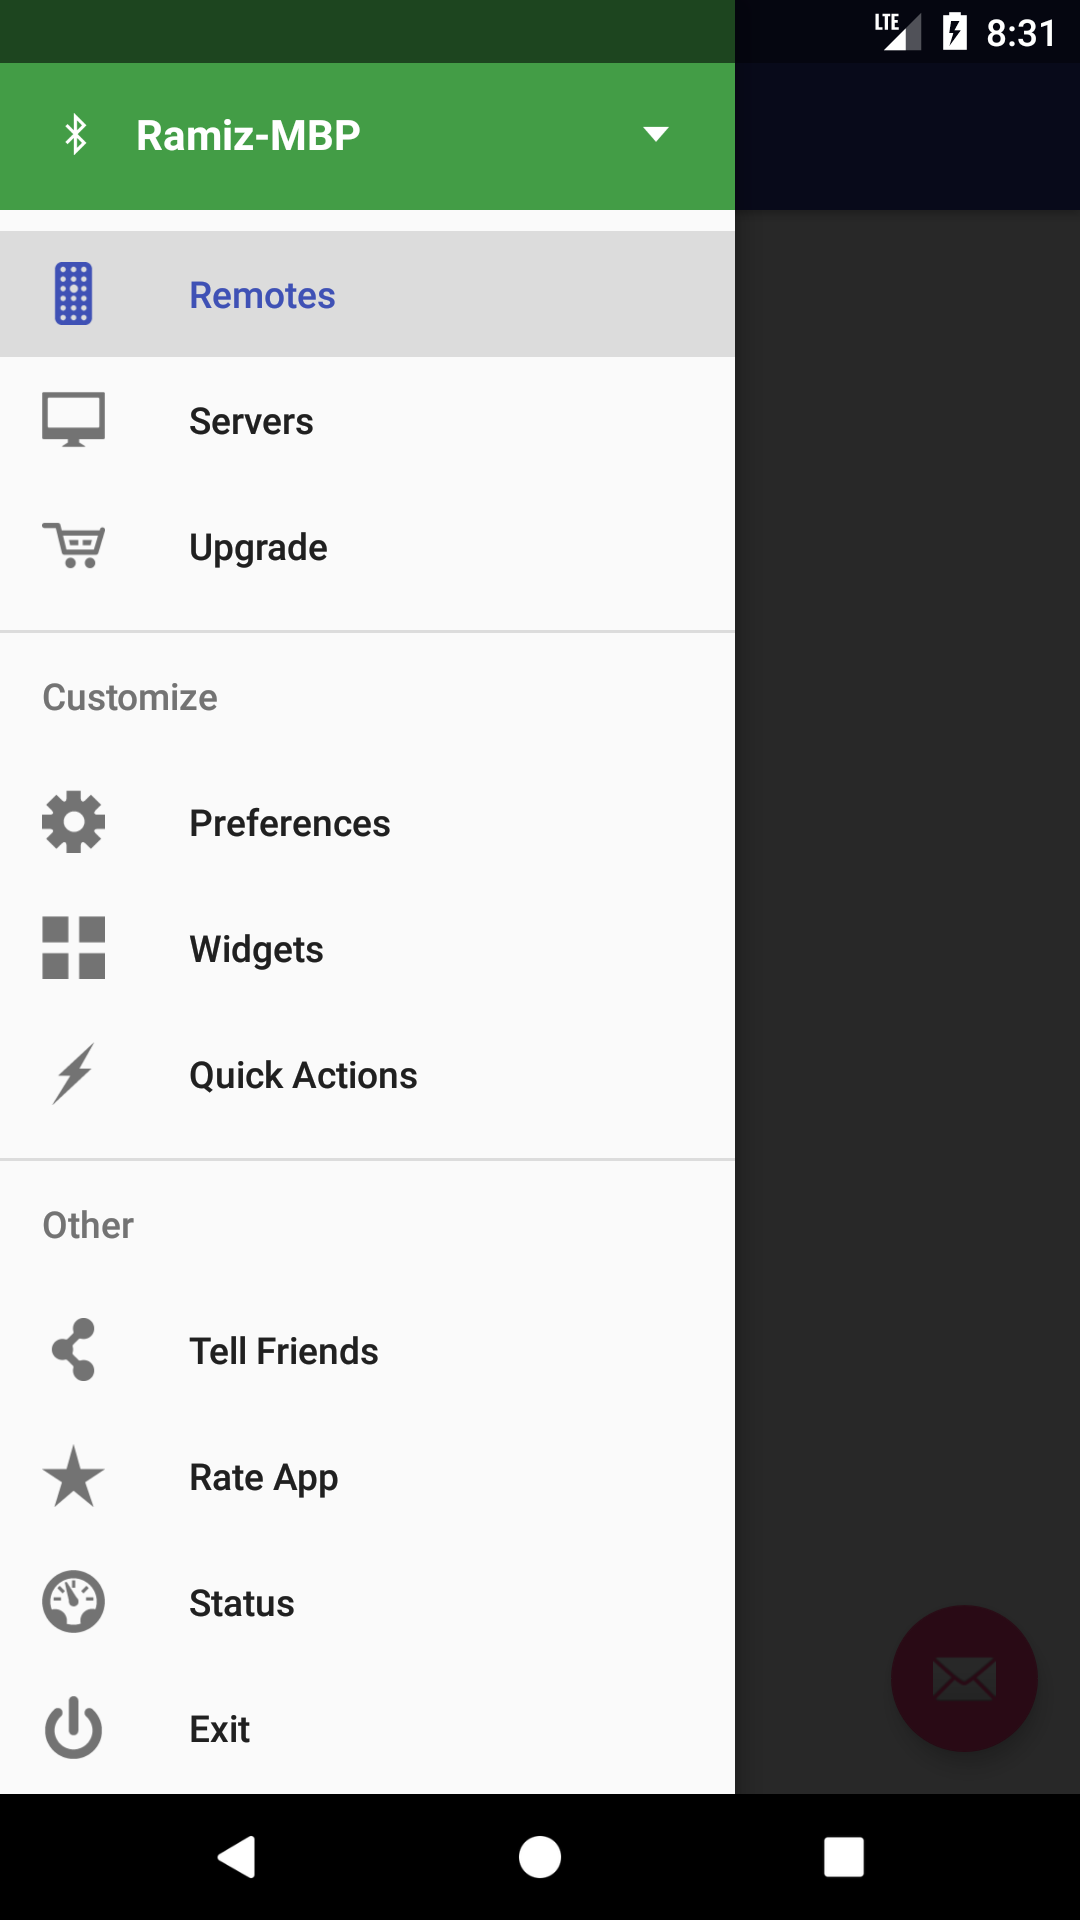 LTE 8:31
Ramiz-MBP
Remotes
Servers
Upgrade
Customize
Preferences
Widgets
Quick Actions
Other
Tell Friends
Rate App
Status
Exit